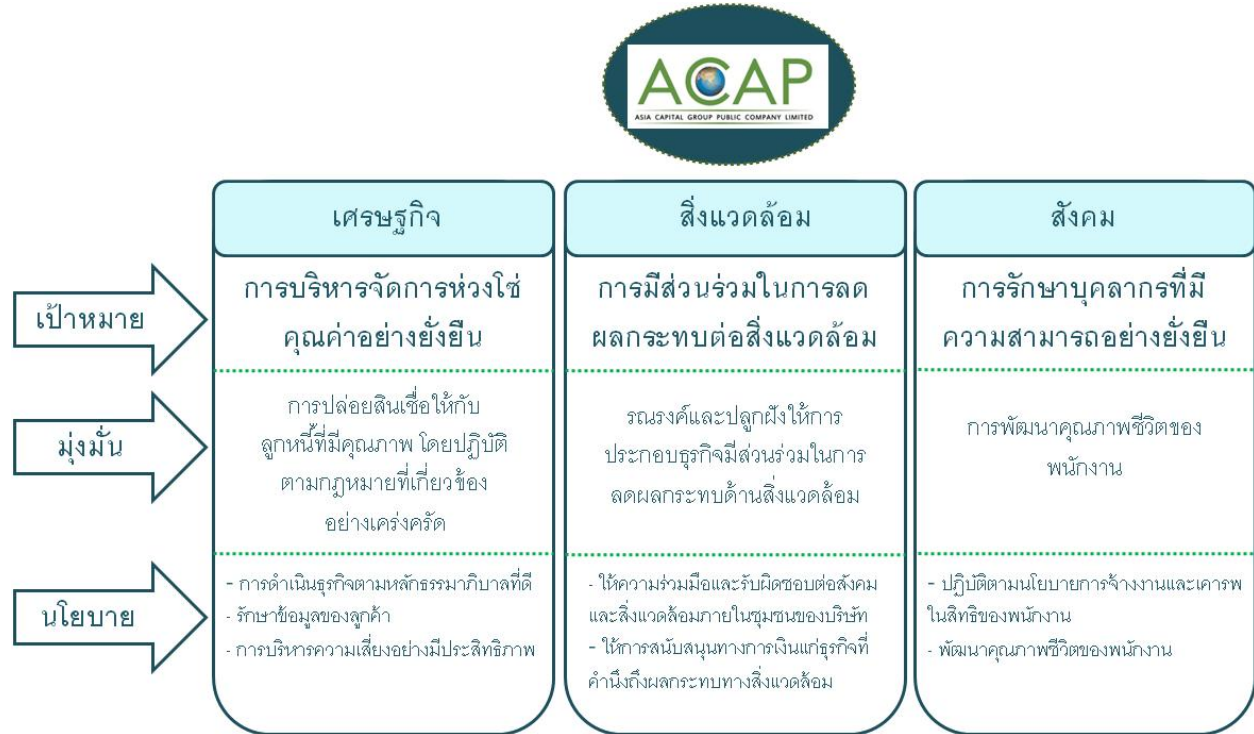 ACAP
ASIA CAPITAL GROUP PUBLIC COMPANY LIMITED
เศรษฐกิจ
สิ่งแวดล้อม
สังคม
เป้าหมาย
การบริหารจัดการห่วงโซ่
คุณค่าอย่างยั่งยืน
การมีส่วนร่วมในการลด
ผลกระทบต่อสิ่งแวดล้อม
การรักษาบุคลากรที่มี
ความสามารถอย่างยั่งยืน
มุ่งมั่น
การปล่อยสินเชื่อให้กับ
ลูกหนี้ที่มีคุณภาพ โดยปฏิบัติ
ตามกฎหมายที่เกี่ยวข้อง
อย่างเคร่งครัด
รณรงค์และปลูกฝังให้การ
ประกอบธุรกิจมีส่วนร่วมในการ
ลดผลกระทบด้านสิ่งแวดล้อม
การพัฒนาคุณภาพชีวิตของ
พนักงาน
นโยบาย
- การดำเนินธุรกิจตามหลักธรรมาภิบาลที่ดี
- รักษาข้อมูลของลูกค้า
- การบริหารความเสี่ยงอย่างมีประสิทธิภาพ
- ให้ความร่วมมือและรับผิดชอบต่อสังคม
และสิ่งแวดล้อมภายในชุมชนของบริษัท
- ให้การสนับสนุนทางการเงินแก่ธุรกิจที่
คำนึงถึงผลกระทบทางสิ่งแวดล้อม
- ปฏิบัติตามนโยบายการจ้างงานและเคารพ
ในสิทธิของพนักงาน
- พัฒนาคุณภาพชีวิตของพนักงาน